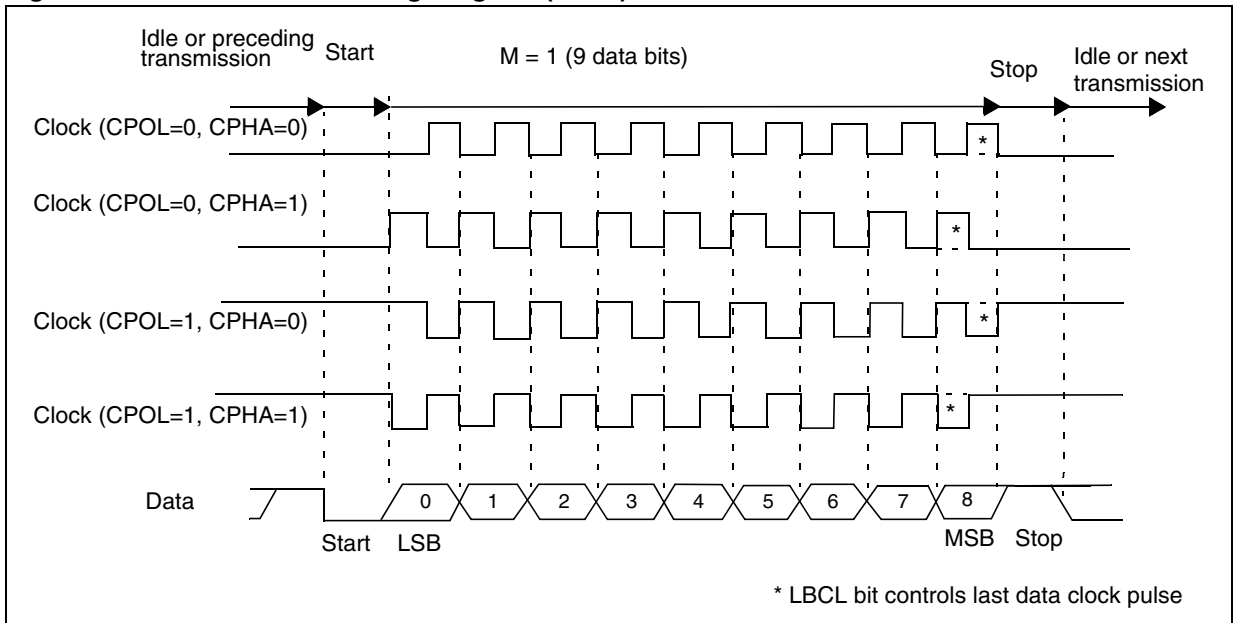 Idle or preceding
transmission
Start
M = 1 (9 data bits)
Stop
Idle or next
transmission
Clock (CPOL=0, CPHA=0)
*
Clock (CPOL=0, CPHA=1)
*
Clock (CPOL=1, CPHA=0)
*
Clock (CPOL=1, CPHA=1)
*
Data
0 1 2 3 4 5 6 7 8
Start LSB MSB Stop
* LBCL bit controls last data clock pulse